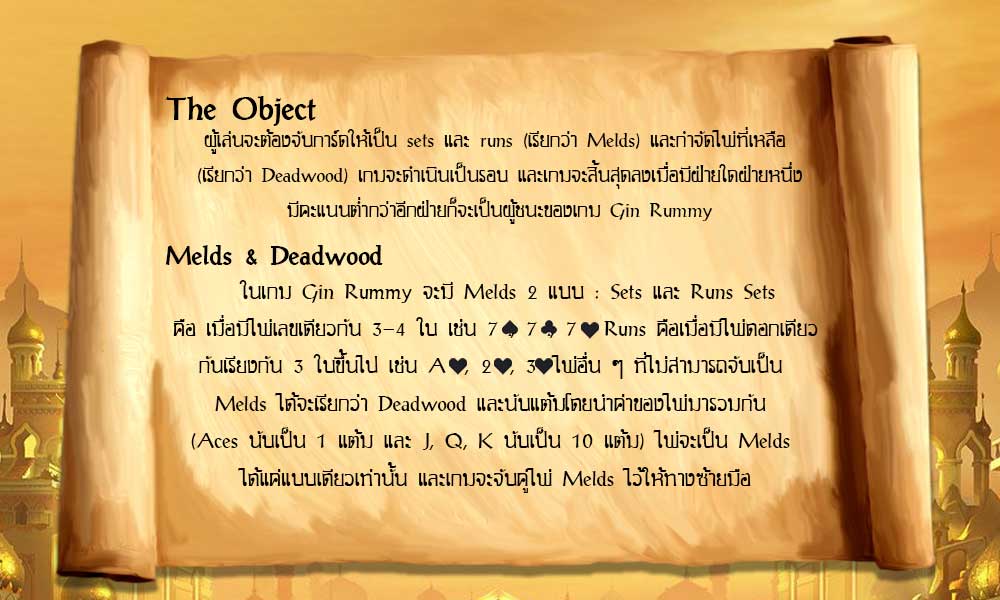 The Object
ผู้เล่นจะต้องจับการ์ดให้เป็น sets และ runs (เรียกว่า Melds) และกำจัดไพ่ที่เหลือ
(เรียกว่า Deadwood) เกมจะดำเนินเป็นรอบ และเกมจะสิ้นสุดลงเมื่อมีฝ่ายใดฝ่ายหนึ่ง
มีคะแนนต่ำกว่าอีกฝ่ายก็จะเป็นผู้ชนะของเกม Gin Rummy
Melds & Deadwood
ในเกม Gin Rummy จะมี Melds 2 แบบ : Sets และ Runs Sets
คือ เมื่อมีไพ่เลขเดียวกัน 3-4 ใบ เช่น 7♠, 7♣, 7♥ Runs คือเมื่อมีไพ่ดอกเดียว
กันเรียงกัน 3 ใบขึ้นไป เช่น A♥, 2♥, 3♥ไพ่อื่น ๆ ที่ไม่สามารถจับเป็น
Melds ได้จะเรียกว่า Deadwood และนับแต้มโดยนำค่าของไพ่มารวมกัน
(Aces นับเป็น 1 แต้ม และ J, Q, K นับเป็น 10 แต้ม) ไพ่จะเป็น Melds
ได้แค่แบบเดียวเท่านั้น และเกมจะจับคู่ไพ่ Melds ไว้ให้ทางซ้ายมือ